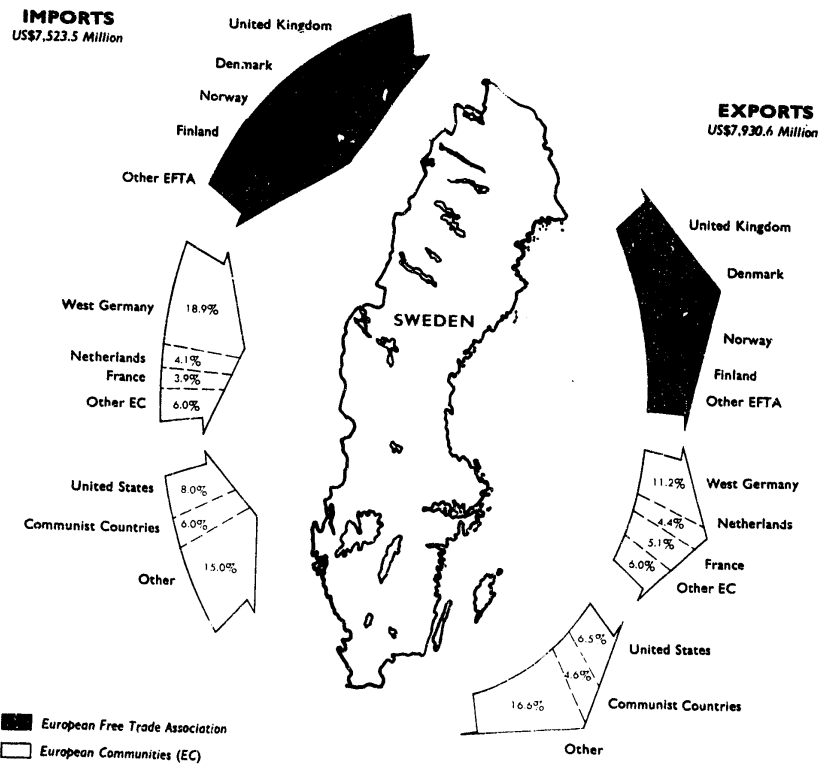 IMPORTS
US$7,523.5 Million
United Kingdom
Denmark
Norway
Finland
Other EFTA
West Germany
18.9%
Netherlands
4.1%
France
3.9%
Other EC
6.0%
United States
8.0%
Communist Countries
6.0%
Other
15.0%
SWEDEN
EXPORTS
US$7,930.6 Million
United Kingdom
Denmark
Norway
Finland
Other EFTA
11.2%
West Germany
4.4%
Netherlands
5.1%
France
6.0%
Other EC
6.5%
United States
4.6%
Communist Countries
16.6%
Other
European Free Trade Association
European Communities (EC)